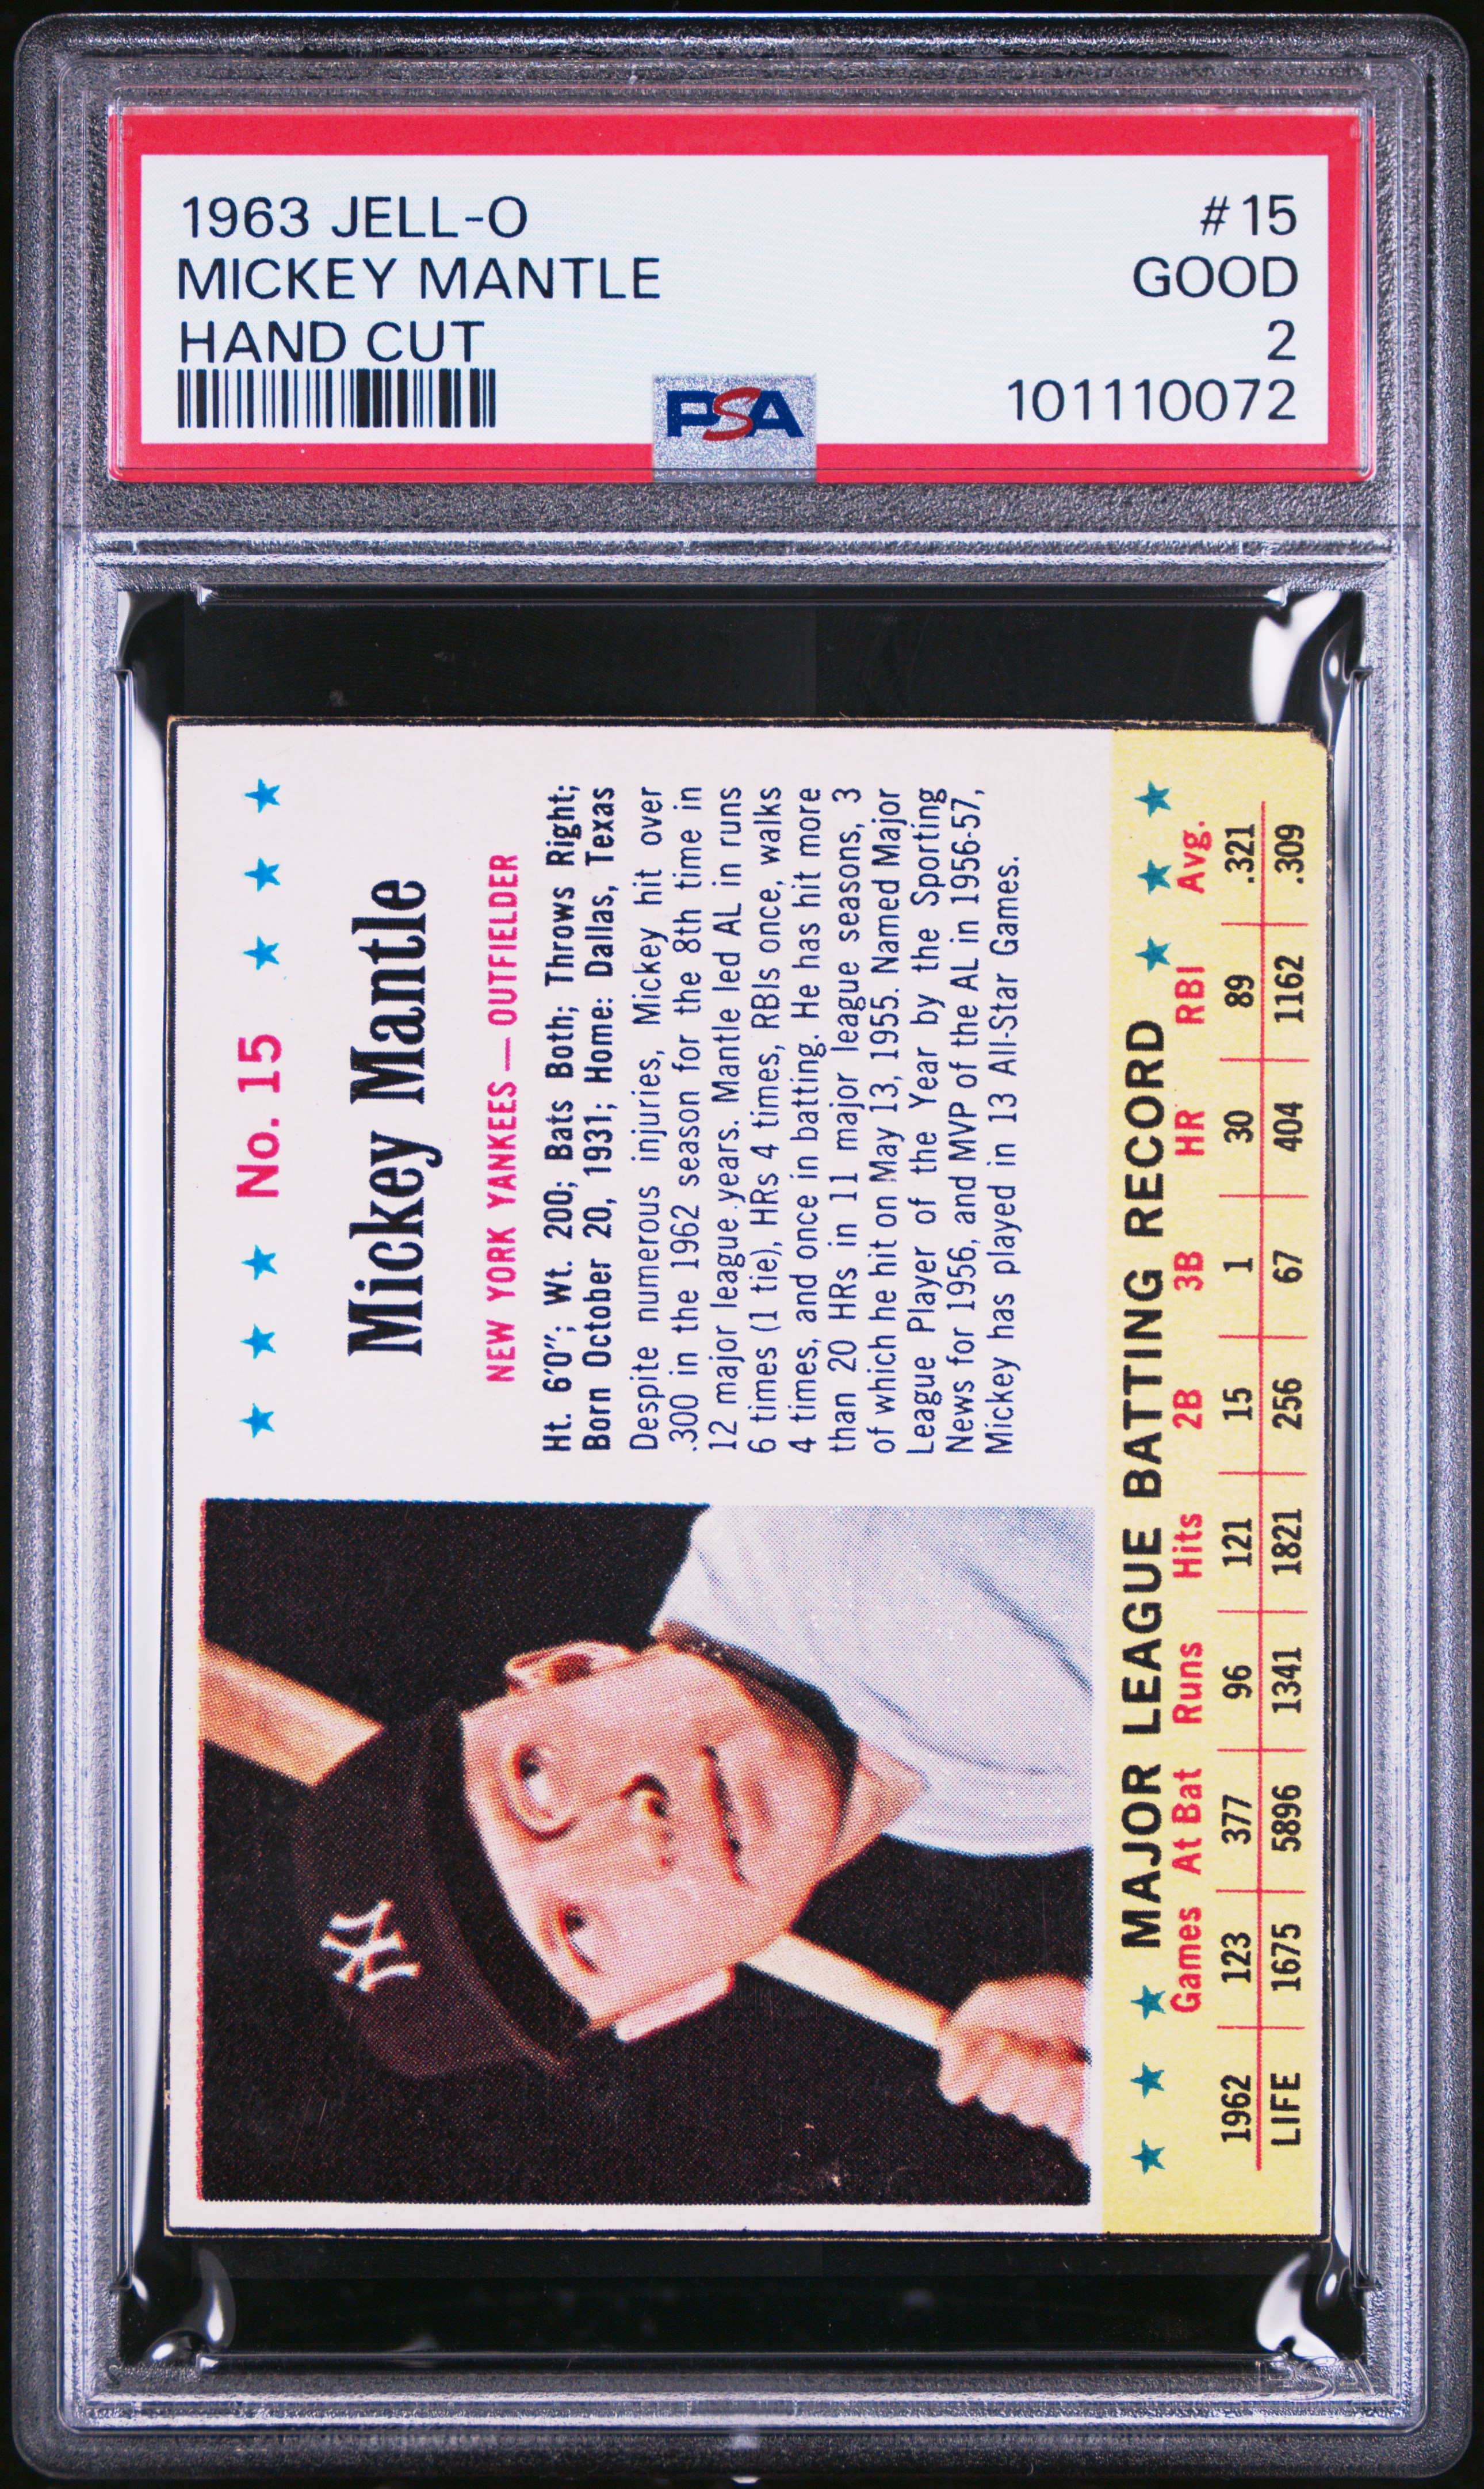 1963 JELL-O #15
MICKEY MANTLE GOOD
HAND CUT 2
PSA 101110072
★ ★ ★ No. 15 ★ ★ ★
Mickey Mantle
NEW YORK YANKEES — OUTFIELDER
Ht. 6'0"; Wt. 200; Bats Both; Throws Right;
Born October 20, 1931; Home: Dallas, Texas
Despite numerous injuries, Mickey hit over
.300 in the 1962 season for the 8th time in
12 major league years. Mantle led AL in runs
6 times (1 tie), HRs 4 times, RBIs once, walks
4 times, and once in batting. He has hit more
than 20 HRs in 11 major league seasons, 3
of which he hit on May 13, 1955. Named Major
League Player of the Year by the Sporting
News for 1956, and MVP of the AL in 1956-57,
Mickey has played in 13 All-Star Games.
NY
★ ★ ★ MAJOR LEAGUE BATTING RECORD ★ ★ ★
Games At Bat Runs Hits 2B 3B HR RBI Avg.
1962 123 377 96 121 15 1 30 89 .321
LIFE 1675 5896 1341 1821 256 67 404 1162 .309
PSA